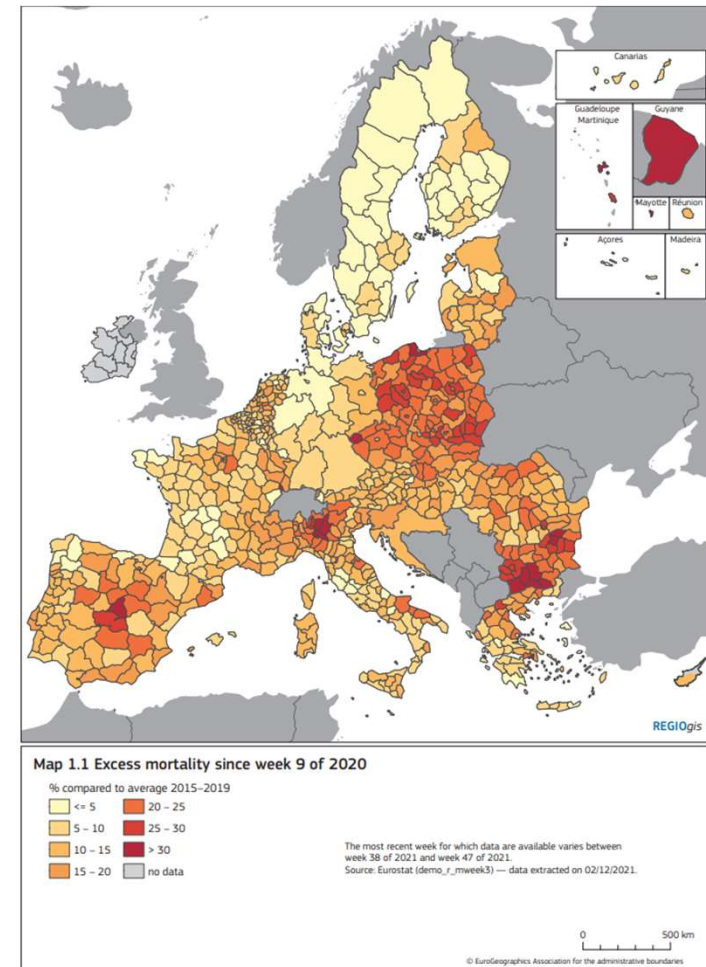 Canarias
Guadeloupe
Martinique
Guyane
Mayotte
Réunion
Açores
Madeira
REGIOgis
Map 1.1 Excess mortality since week 9 of 2020
% compared to average 2015–2019
<= 5
20 – 25
5 – 10
25 – 30
10 – 15
> 30
15 – 20
no data
The most recent week for which data are available varies between
week 38 of 2021 and week 47 of 2021.
Source: Eurostat (demo_r_mweek3) — data extracted on 02/12/2021.
0 500 km
© EuroGeographics Association for the administrative boundaries